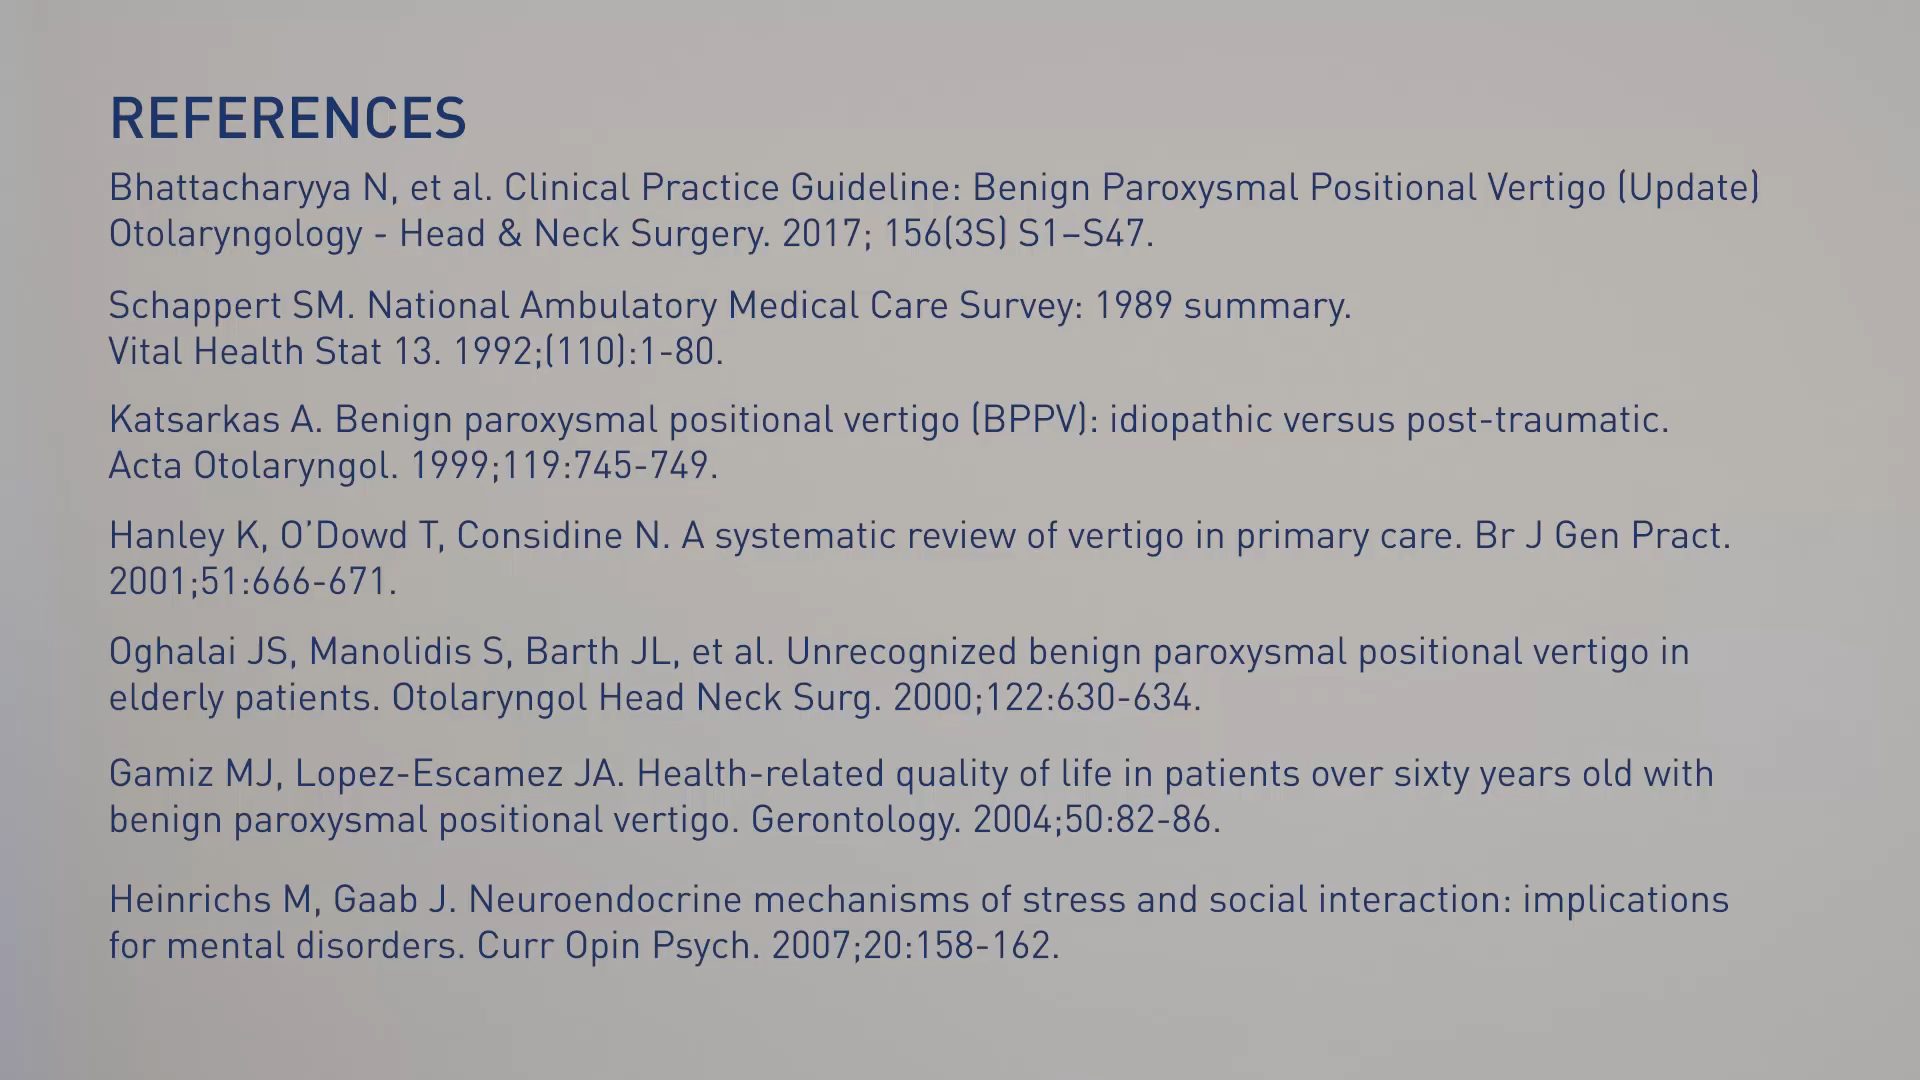 REFERENCES
Bhattacharyya N, et al. Clinical Practice Guideline: Benign Paroxysmal Positional Vertigo (Update)
Otolaryngology - Head & Neck Surgery. 2017; 156(3S) S1–S47.
Schappert SM. National Ambulatory Medical Care Survey: 1989 summary.
Vital Health Stat 13. 1992;(110):1-80.
Katsarkas A. Benign paroxysmal positional vertigo (BPPV): idiopathic versus post-traumatic.
Acta Otolaryngol. 1999;119:745-749.
Hanley K, O’Dowd T, Considine N. A systematic review of vertigo in primary care. Br J Gen Pract.
2001;51:666-671.
Oghalai JS, Manolidis S, Barth JL, et al. Unrecognized benign paroxysmal positional vertigo in
elderly patients. Otolaryngol Head Neck Surg. 2000;122:630-634.
Gamiz MJ, Lopez-Escamez JA. Health-related quality of life in patients over sixty years old with
benign paroxysmal positional vertigo. Gerontology. 2004;50:82-86.
Heinrichs M, Gaab J. Neuroendocrine mechanisms of stress and social interaction: implications
for mental disorders. Curr Opin Psych. 2007;20:158-162.